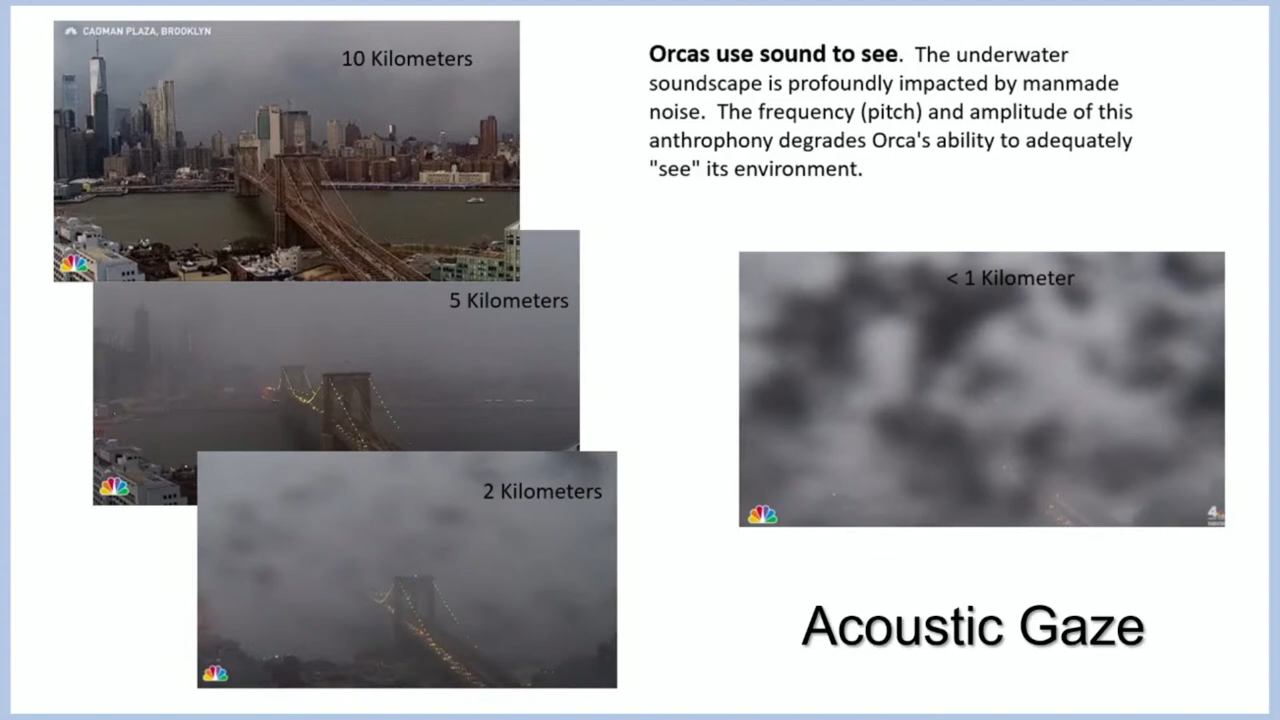 CADMAN PLAZA, BROOKLYN
10 Kilometers
Orcas use sound to see. The underwater
soundscape is profoundly impacted by manmade
noise. The frequency (pitch) and amplitude of this
anthrophony degrades Orca's ability to adequately
"see" its environment.
5 Kilometers
2 Kilometers
< 1 Kilometer
4
Acoustic Gaze